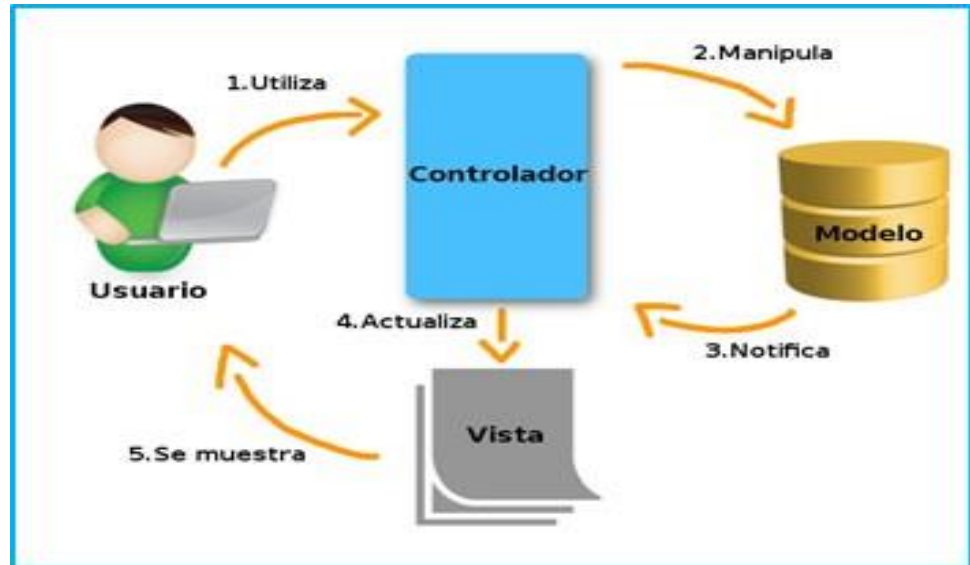 1.Utiliza
2.Manipula
Controlador
Modelo
Usuario
4.Actualiza
3.Notifica
Vista
5.Se muestra